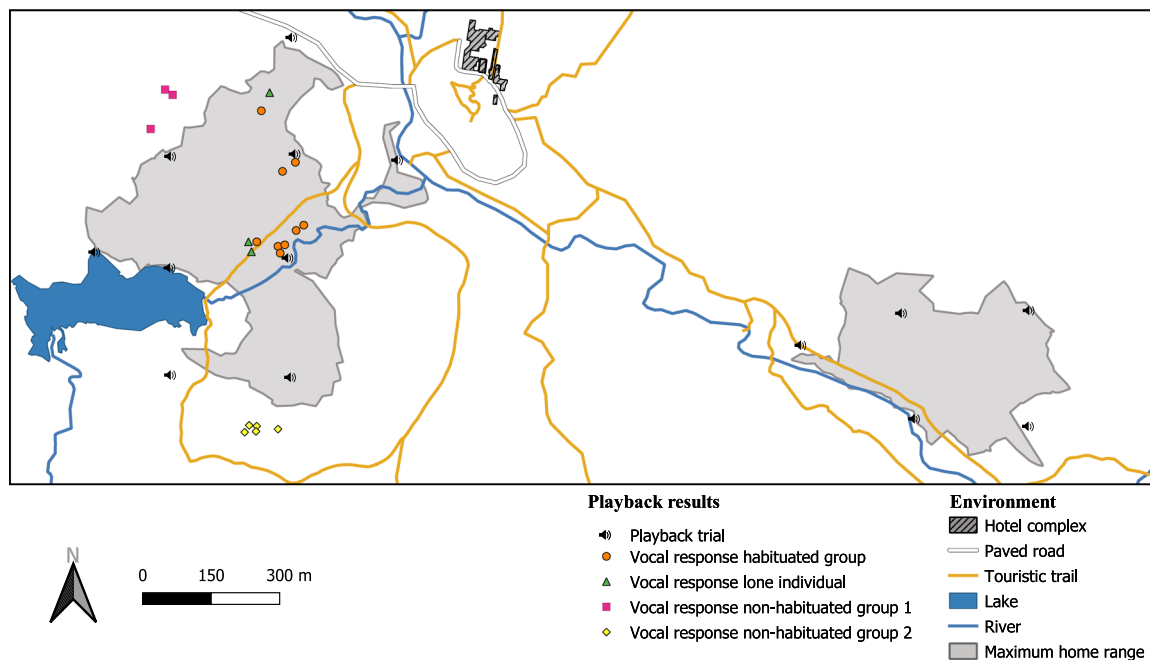 N
0 150 300 m
Playback results
Playback trial
Vocal response habituated group
Vocal response lone individual
Vocal response non-habituated group 1
Vocal response non-habituated group 2
Environment
Hotel complex
Paved road
Touristic trail
Lake
River
Maximum home range